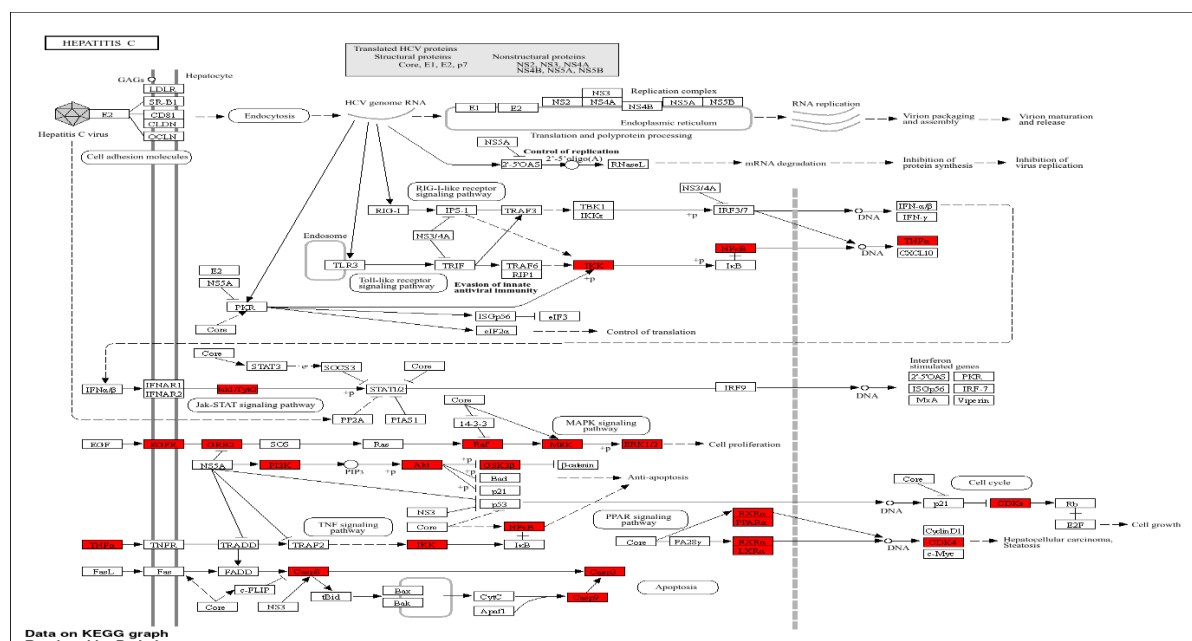 HEPATITIS C
Translated HCV proteins
Structural proteins
Core, E1, E2, p7
Nonstructural proteins
NS2, NS3, NS4A
NS4B, NS5A, NS5B
GAGs
Hepatocyte
LDLR
SR-B1
CD81
CLDN
OCLN
E2
Hepatitis C virus
Cell adhesion molecules
Endocytosis
HCV genome RNA
E1
E2
NS2
NS3
NS4A
NS4B
NS5A
NS5B
Replication complex
Endoplasmic reticulum
Translation and polyprotein processing
RNA replication
Virion packaging
and assembly
Virion maturation
and release
NS5A
Control of replication
2'-5'oligo(A)
2'-5'OAS
RNaseL
mRNA degradation
Inhibition of
protein synthesis
Inhibition of
virus replication
RIG-I-like receptor
signaling pathway
RIG-I
IPS-1
TRAF3
TBK1
IKKε
NS3/4A
+p
IRF3/7
DNA
IFN-α/β
IFN-γ
Endosome
NS3/4A
TLR3
TRIF
TRAF6
RIP1
IKK
+p
NFκB
+p
IκB
DNA
TNFα
CXCL10
Toll-like receptor
signaling pathway
Evasion of innate
antiviral immunity
E2
NS5A
PKR
Core
ISGp56
eIF3
eIF2α
Control of translation
Core
STAT3
SOCS3
Core
IFNα/β
IFNAR1
IFNAR2
+p
STAT1/2
IRF9
DNA
Interferon
stimulated genes
2'-5'OAS
PKR
ISGp56
IRF-7
MxA
Viperin
Jak-STAT signaling pathway
PP2A
PIAS1
Core
14-3-3
MAPK signaling
pathway
EGF
EGFR
GRB2
SOS
Ras
Raf
+p
MEK
+p
ERK1/2
Cell proliferation
NS5A
PI3K
PIP3
+p
Akt
+p
+p
+p
GSK3β
β-catenin
Bad
p21
p53
Anti-apoptosis
NS3
Core
NFκB
IκB
TNF signaling
pathway
PPAR signaling
pathway
RXRα
PPARα
Core
PA28γ
RXRα
LXRα
DNA
Core
Cell cycle
p21
CDKs
Rb
E2F
Cell growth
DNA
CyclinD1
CDK4
c-Myc
Hepatocellular carcinoma,
Steatosis
TNFα
TNFR
TRADD
TRAF2
IKK
FasL
Fas
FADD
Casp8
Casp3
c-FLIP
Core
NS3
tBid
Bax
Bak
CytC
Apaf1
Casp9
Apoptosis
Data on KEGG graph